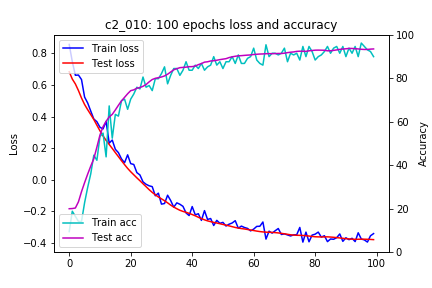 c2_010: 100 epochs loss and accuracy
Train loss
Test loss
Train acc
Test acc
Loss
Accuracy
0.8
0.6
0.4
0.2
0.0
−0.2
−0.4
100
80
60
40
20
0
0 20 40 60 80 100